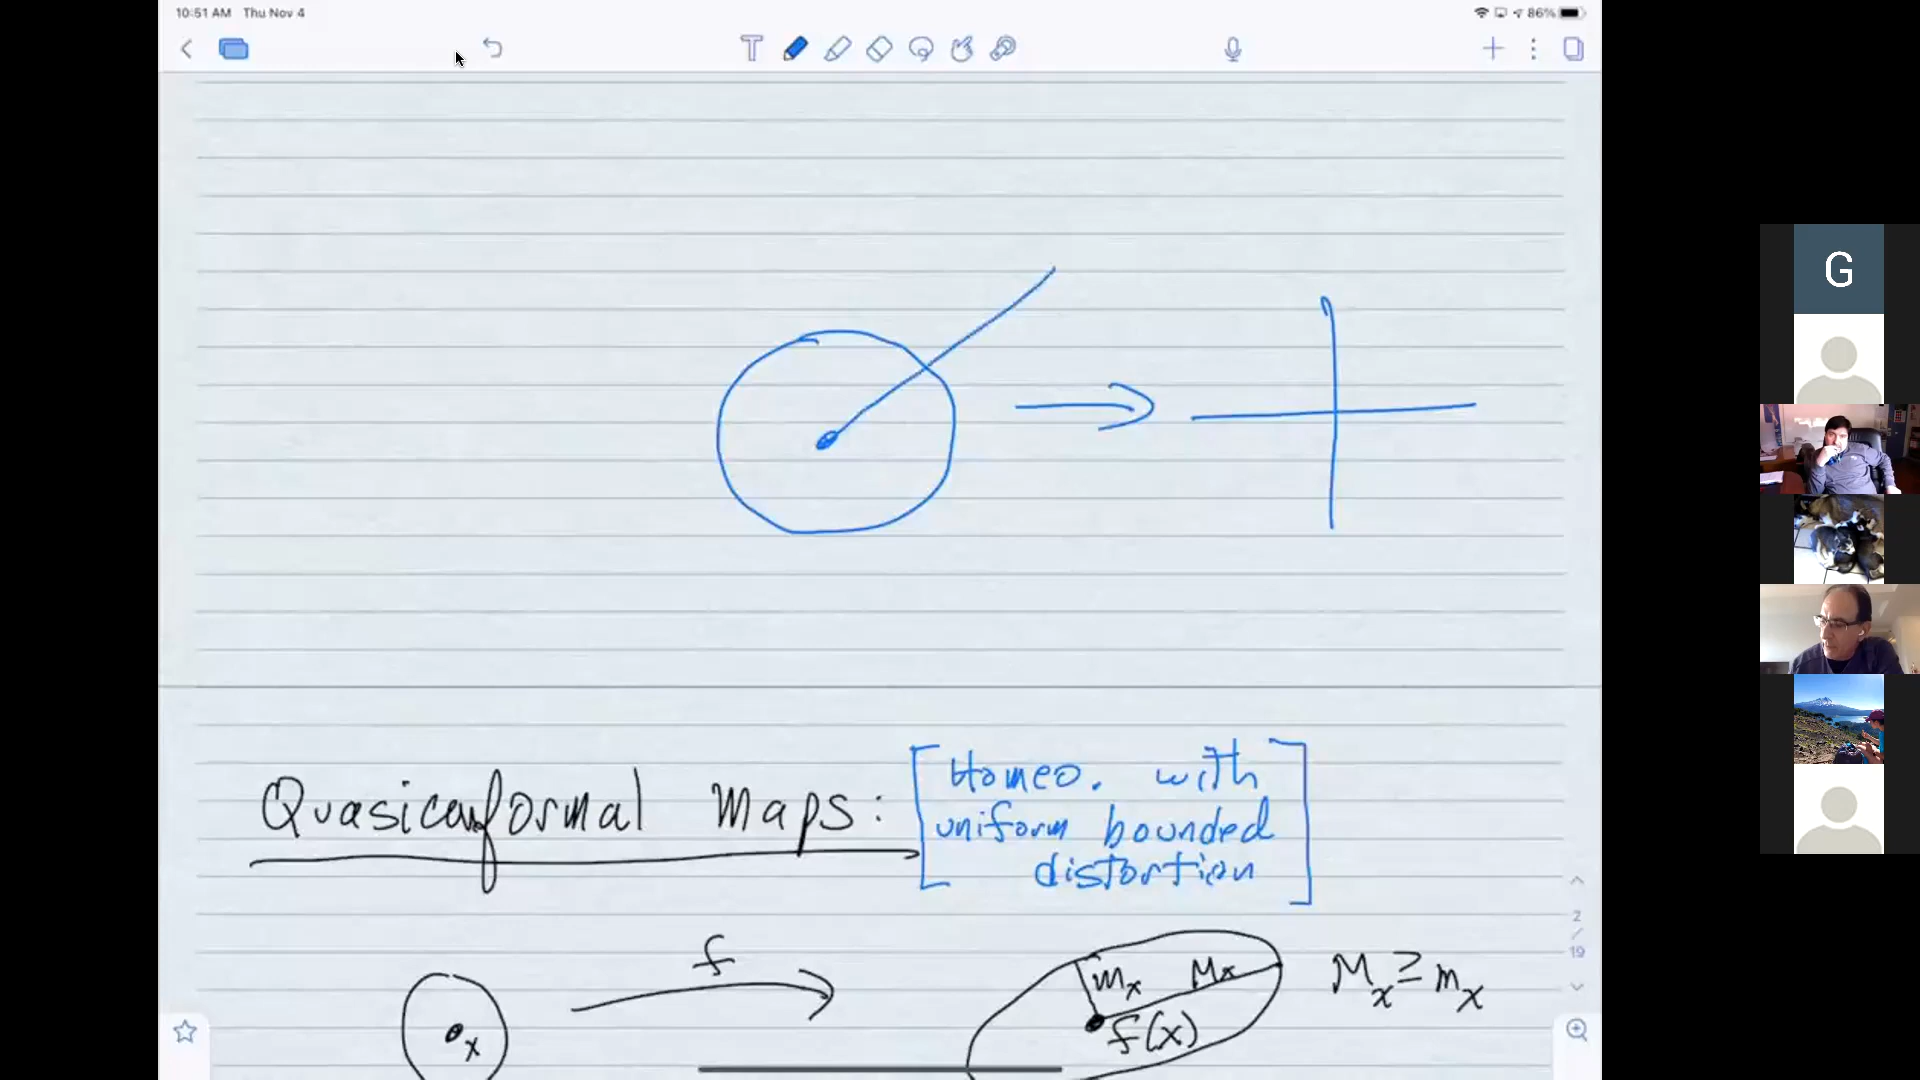 10:51 AM Thu Nov 4
86%
T
G
Quasiconformal Maps:
[Homeo. with
uniform bounded
distortion]
f
2
/
19
m_x M_x
M_x ≥ m_x
x
f(x)